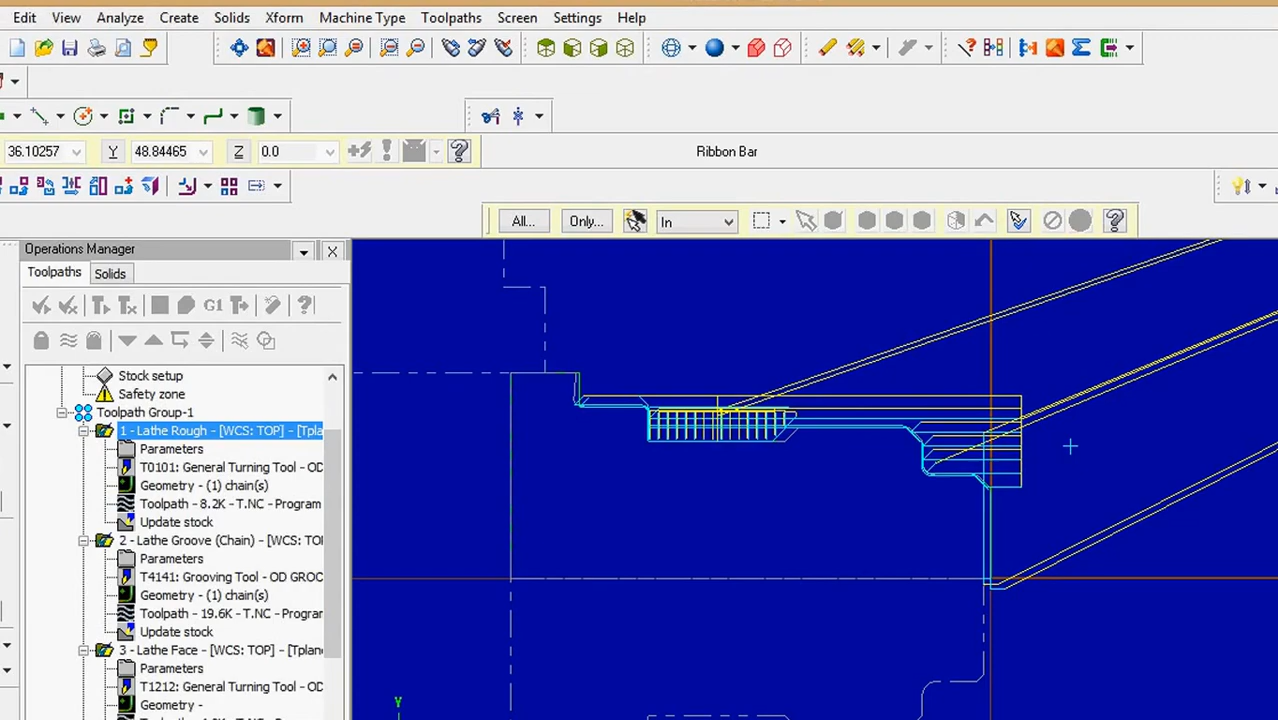 Edit View Analyze Create Solids Xform Machine Type Toolpaths Screen Settings Help
36.10257 Y 48.84465 Z 0.0 Ribbon Bar
All... Only... In
Operations Manager
Toolpaths Solids
G1
Stock setup
Safety zone
Toolpath Group-1
1 - Lathe Rough - [WCS: TOP] - [Tpla
Parameters
T0101: General Turning Tool - OD
Geometry - (1) chain(s)
Toolpath - 8.2K - T.NC - Program
Update stock
2 - Lathe Groove (Chain) - [WCS: TO
Parameters
T4141: Grooving Tool - OD GROC
Geometry - (1) chain(s)
Toolpath - 19.6K - T.NC - Program
Update stock
3 - Lathe Face - [WCS: TOP] - [Tplane
Parameters
T1212: General Turning Tool - OD
Geometry -
Y